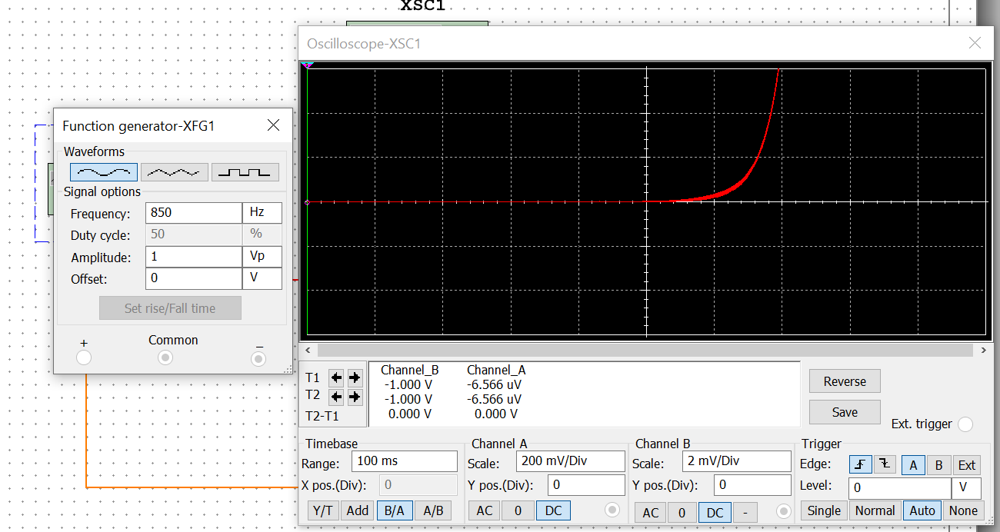 XSC1
Oscilloscope-XSC1
Function generator-XFG1
Waveforms
Signal options
Frequency: 850 Hz
Duty cycle: 50 %
Amplitude: 1 Vp
Offset: 0 V
Set rise/Fall time
+ Common –
Channel_B Channel_A
T1 -1.000 V -6.566 uV
T2 -1.000 V -6.566 uV
T2-T1 0.000 V 0.000 V
Reverse
Save
Ext. trigger
Timebase
Range: 100 ms
X pos.(Div): 0
Y/T Add B/A A/B
Channel A
Scale: 200 mV/Div
Y pos.(Div): 0
AC 0 DC
Channel B
Scale: 2 mV/Div
Y pos.(Div): 0
AC 0 DC -
Trigger
Edge: A B Ext
Level: 0 V
Single Normal Auto None